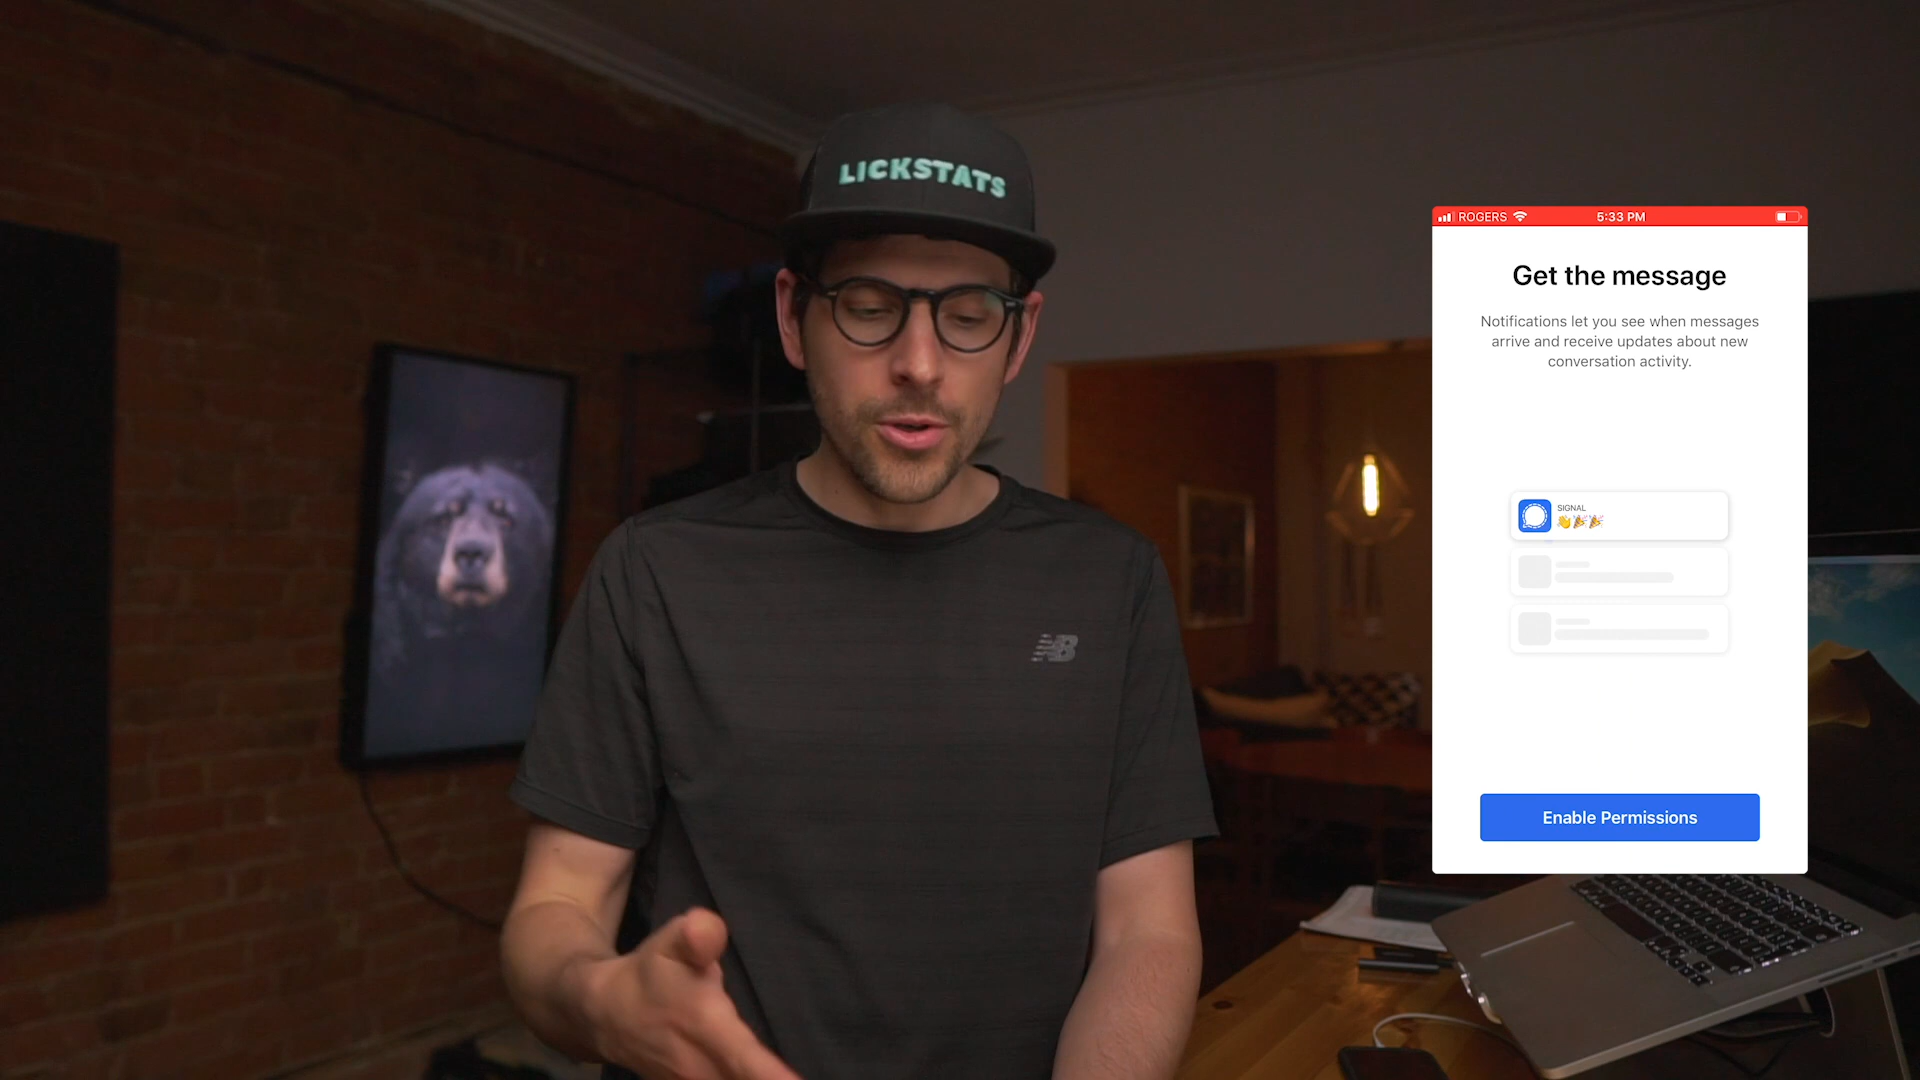 LICKSTATS
NB
ROGERS 5:33 PM
Get the message
Notifications let you see when messages
arrive and receive updates about new
conversation activity.
SIGNAL
👋🎉🎉
Enable Permissions